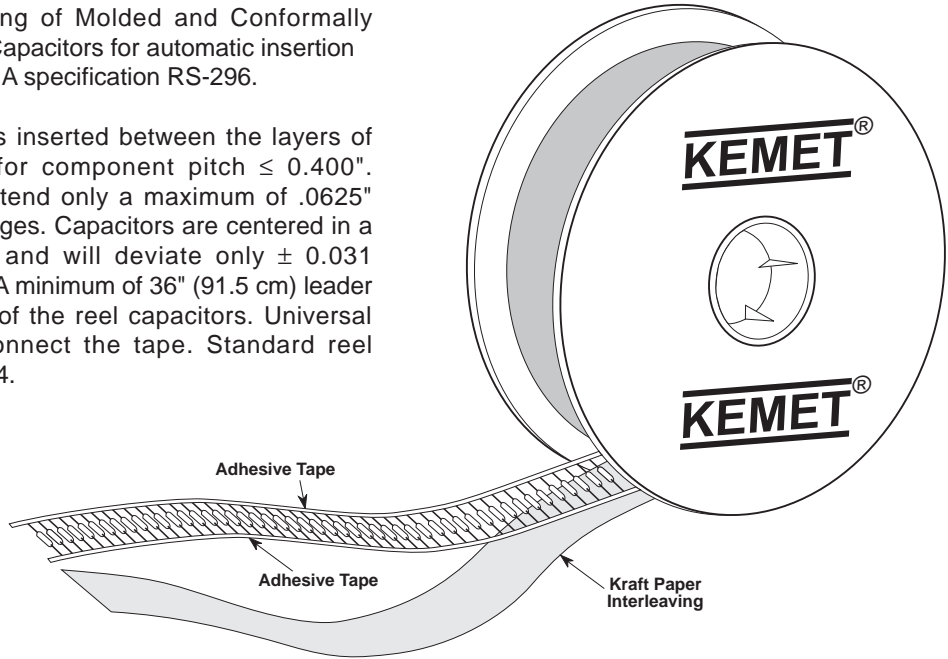 ng of Molded and Conformally
Capacitors for automatic insertion
A specification RS-296.
s inserted between the layers of
for component pitch ≤ 0.400".
tend only a maximum of .0625"
ges. Capacitors are centered in a
and will deviate only ± 0.031
A minimum of 36" (91.5 cm) leader
of the reel capacitors. Universal
onnect the tape. Standard reel
4.
KEMET®
KEMET®
Adhesive Tape
Adhesive Tape
Kraft Paper
Interleaving